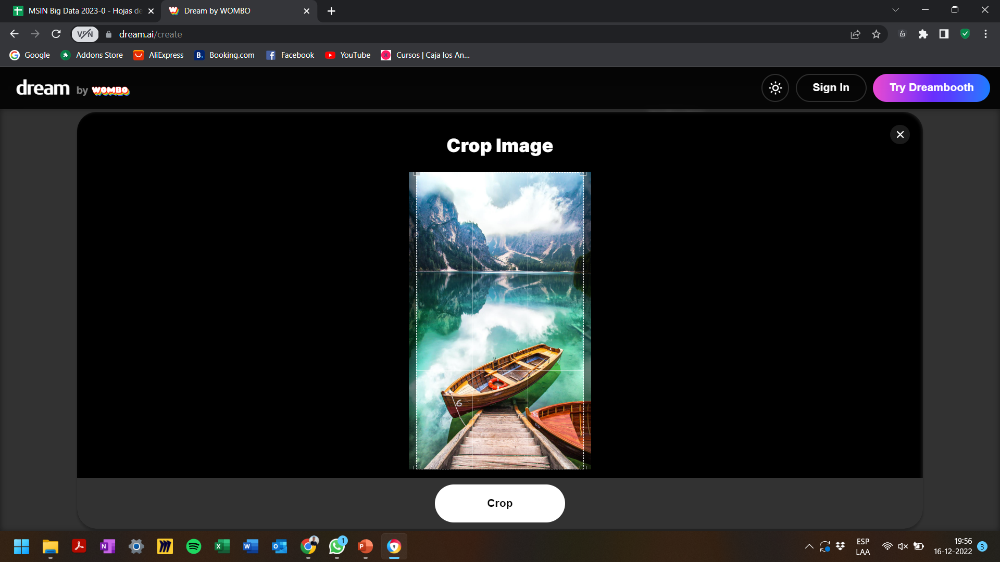 MSIN Big Data 2023-0 - Hojas de
Dream by WOMBO
VPN
dream.ai/create
Google
Addons Store
AliExpress
B. Booking.com
Facebook
YouTube
Cursos | Caja los An...
dream by WOMBO
Sign In
Try Dreambooth
Crop Image
6
Crop
1
ESP
LAA
19:56
16-12-2022
3